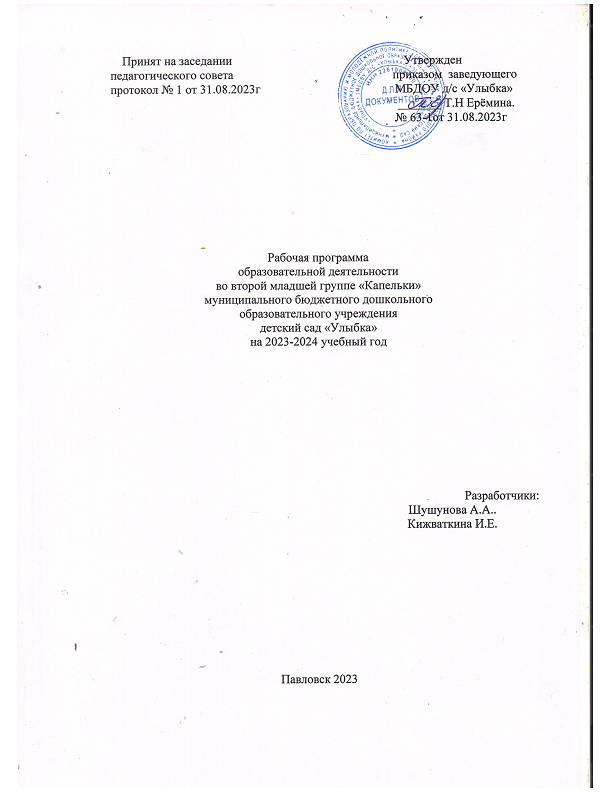 Принят на заседании
педагогического совета
протокол № 1 от 31.08.2023г
Утвержден
приказом заведующего
МБДОУ д/с «Улыбка»
Т.Н Ерёмина.
№ 63-1от 31.08.2023г
ДЛЯ
ДОКУМЕНТОВ
Рабочая программа
образовательной деятельности
во второй младшей группе «Капельки»
муниципального бюджетного дошкольного
образовательного учреждения
детский сад «Улыбка»
на 2023-2024 учебный год
Разработчики:
Шушунова А.А..
Кижваткина И.Е.
Павловск 2023